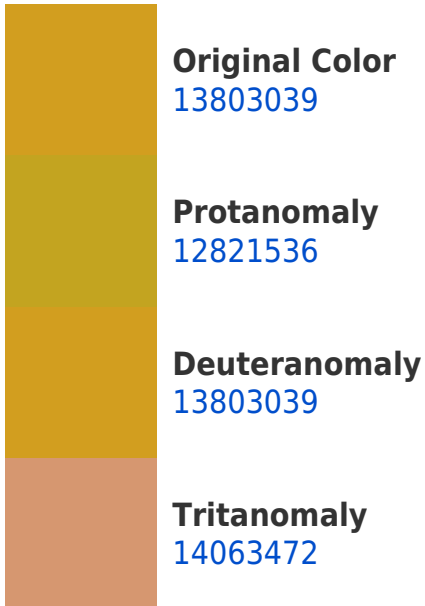 Original Color
13803039
Protanomaly
12821536
Deuteranomaly
13803039
Tritanomaly
14063472